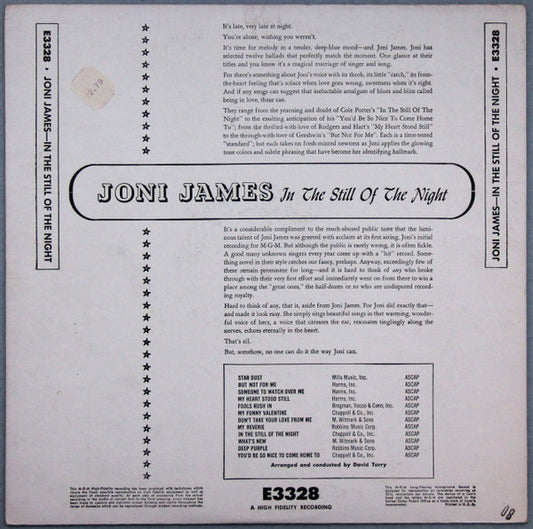 E3328 • JONI JAMES—IN THE STILL OF THE NIGHT
2.79
It's late, very late at night.
You're alone, wishing you weren't.
It's time for melody in a tender, deep-blue mood—and Joni James. Joni has
selected twelve ballads that perfectly match the moment. One glance at their
titles and you know it's a magical marriage of singer and song.
For there's something about Joni's voice with its throb, its little "catch," its from-
the-heart feeling that's solace when love goes wrong, sweetness when it's right.
And if any songs can suggest that ineluctable amalgam of blues and bliss called
being in love, these can.
They range from the yearning and doubt of Cole Porter's "In The Still Of The
Night" to the exulting anticipation of his "You'd Be So Nice To Come Home
To"; from the thrilled-with-love of Rodgers and Hart's "My Heart Stood Still"
to the through-with-love of Gershwin's "But Not For Me". Each is a time-tested
"standard"; but each takes on fresh-minted newness as Joni applies the glowing
tone colors and subtle phrasing that have become her identifying hallmark.
JONI JAMES In The Still Of The Night
It's a considerable compliment to the much-abused public taste that the lumi-
nous talent of Joni James was greeted with acclaim at its first airing. Joni's initial
recording for M-G-M. But although the public is rarely wrong, it is often fickle.
A good many unknown singers every year come up with a "hit" record. Some-
thing novel in their style catches our fancy, perhaps. Anyway, exceedingly few of
these remain prominent for long—and it is hard to think of any who broke
through with their very first effort and immediately went on from there to win a
place among the "great ones," the half-dozen or so who are undisputed record-
ing royalty.
Hard to think of any, that is, aside from Joni James. For Joni did exactly that—
and made it look easy. She simply sings beautiful songs in that warming, wonder-
ful voice of hers, a voice that caresses the ear, resonates tinglingly along the
nerves, echoes eternally in the heart.
That's all.
But, somehow, no one can do it the way Joni can.
STAR DUST Mills Music, Inc. ASCAP
BUT NOT FOR ME Harms, Inc. ASCAP
SOMEONE TO WATCH OVER ME Harms, Inc. ASCAP
MY HEART STOOD STILL Harms, Inc. ASCAP
FOOLS RUSH IN Bregman, Vocco & Conn, Inc. ASCAP
MY FUNNY VALENTINE Chappell & Co., Inc. ASCAP
DON'T TAKE YOUR LOVE FROM ME M. Witmark & Sons ASCAP
MY REVERIE Robbins Music Corp. ASCAP
IN THE STILL OF THE NIGHT Chappell & Co., Inc. ASCAP
WHAT'S NEW M. Witmark & Sons ASCAP
DEEP PURPLE Robbins Music Corp. ASCAP
YOU'D BE SO NICE TO COME HOME TO Chappell & Co., Inc. ASCAP
Arranged and conducted by David Terry
E3328
A HIGH FIDELITY RECORDING
JONI JAMES—IN THE STILL OF THE NIGHT • E3328
Printed in U.S.A.
80